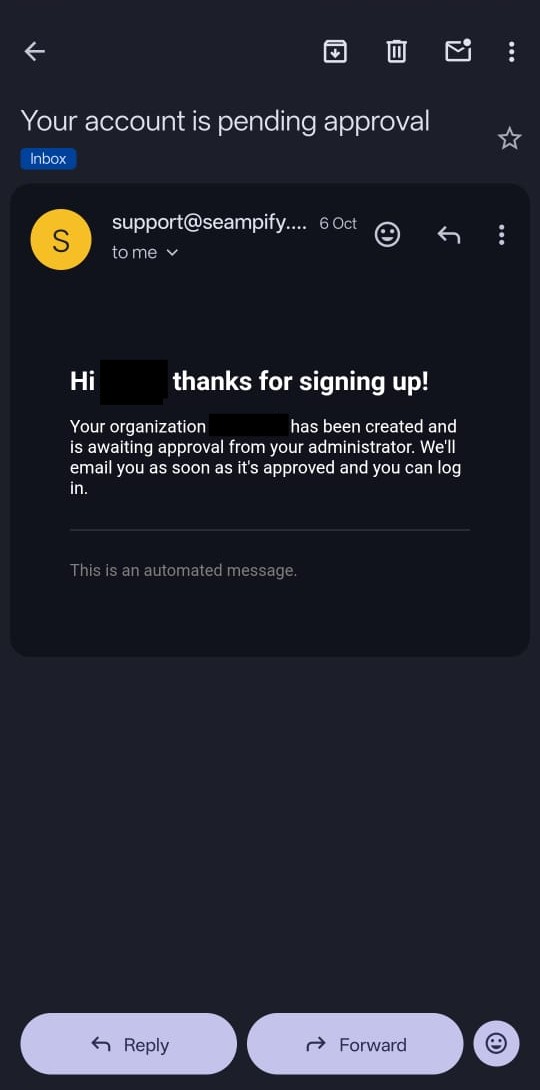 Your account is pending approval
Inbox
S
support@seampify.... 6 Oct
to me
Hi thanks for signing up!
Your organization has been created and
is awaiting approval from your administrator. We'll
email you as soon as it's approved and you can log
in.
This is an automated message.
Reply
Forward